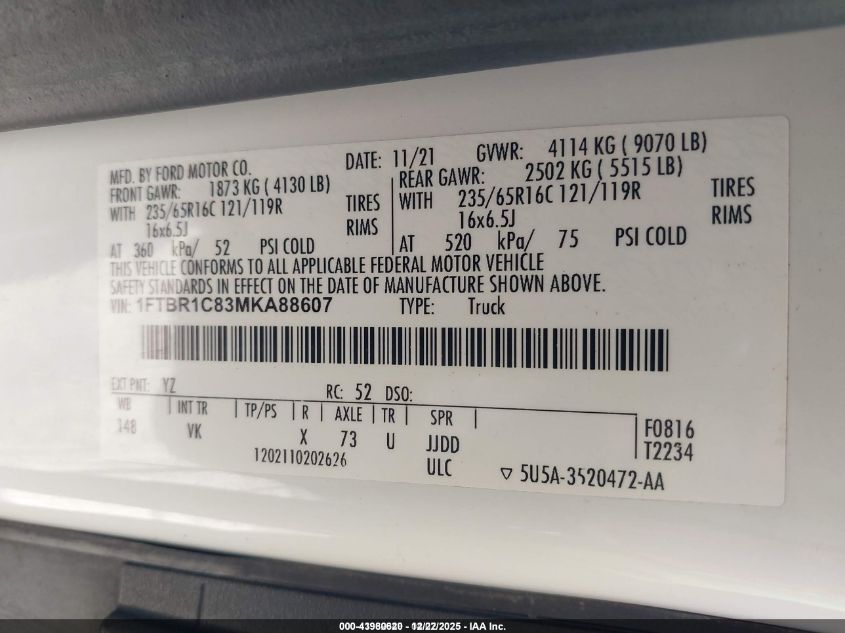 MFD. BY FORD MOTOR CO.
DATE: 11/21 GVWR: 4114 KG ( 9070 LB)
FRONT GAWR: 1873 KG ( 4130 LB)
REAR GAWR: 2502 KG ( 5515 LB)
WITH 235/65R16C 121/119R TIRES
WITH 235/65R16C 121/119R TIRES
16x6.5J RIMS
16x6.5J RIMS
AT 360 kPa/ 52 PSI COLD
AT 520 kPa/ 75 PSI COLD
THIS VEHICLE CONFORMS TO ALL APPLICABLE FEDERAL MOTOR VEHICLE
SAFETY STANDARDS IN EFFECT ON THE DATE OF MANUFACTURE SHOWN ABOVE.
VIN: 1FTBR1C83MKA88607 TYPE: Truck
EXT PNT: YZ RC: 52 DSO:
WB INT TR TP/PS R AXLE TR SPR
148 VK X 73 U JJDD
F0816
T2234
1202110202626 ULC
5U5A-3520472-AA
12/22/2025 - IAA Inc.